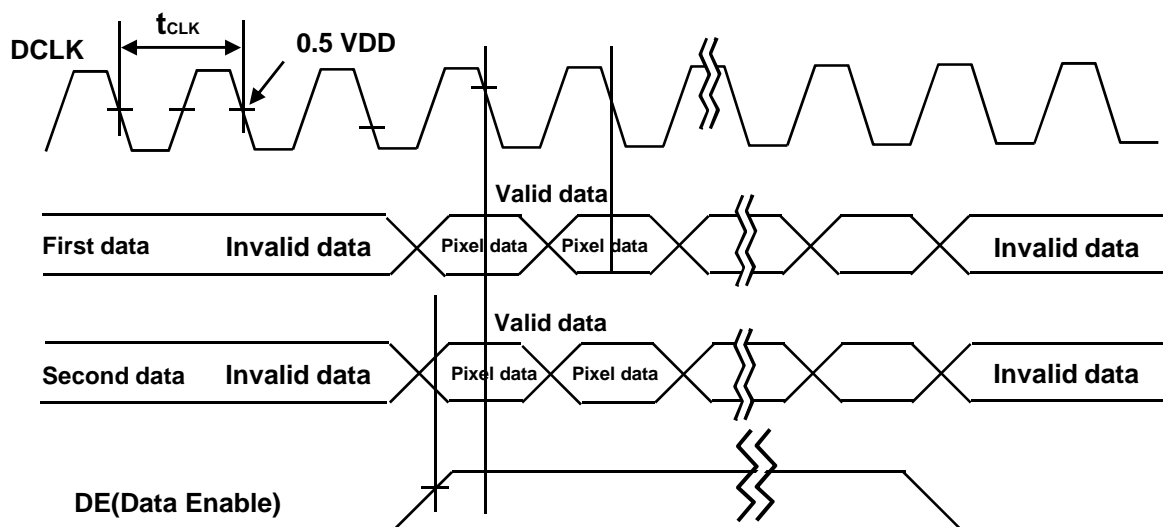 tCLK
DCLK
0.5 VDD
Valid data
First data
Invalid data
Pixel data
Pixel data
Invalid data
Valid data
Second data
Invalid data
Pixel data
Pixel data
Invalid data
DE(Data Enable)